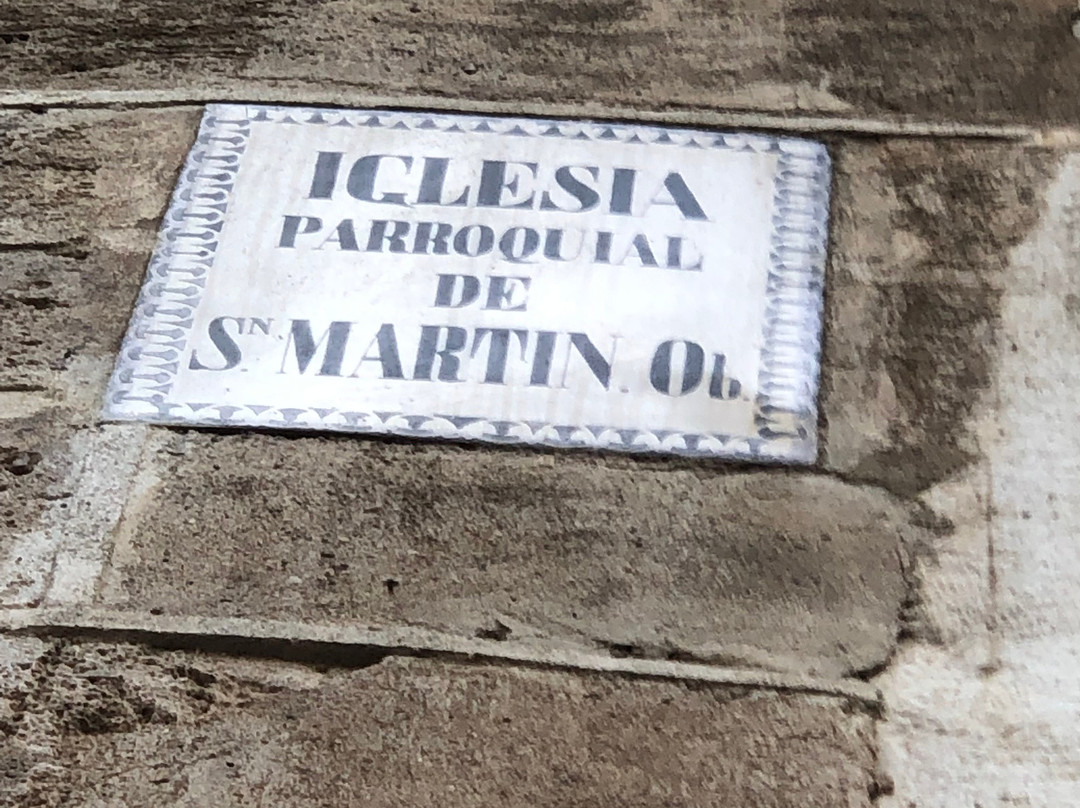 IGLESIA
PARROQUIAL
DE
SN. MARTIN. Ob.